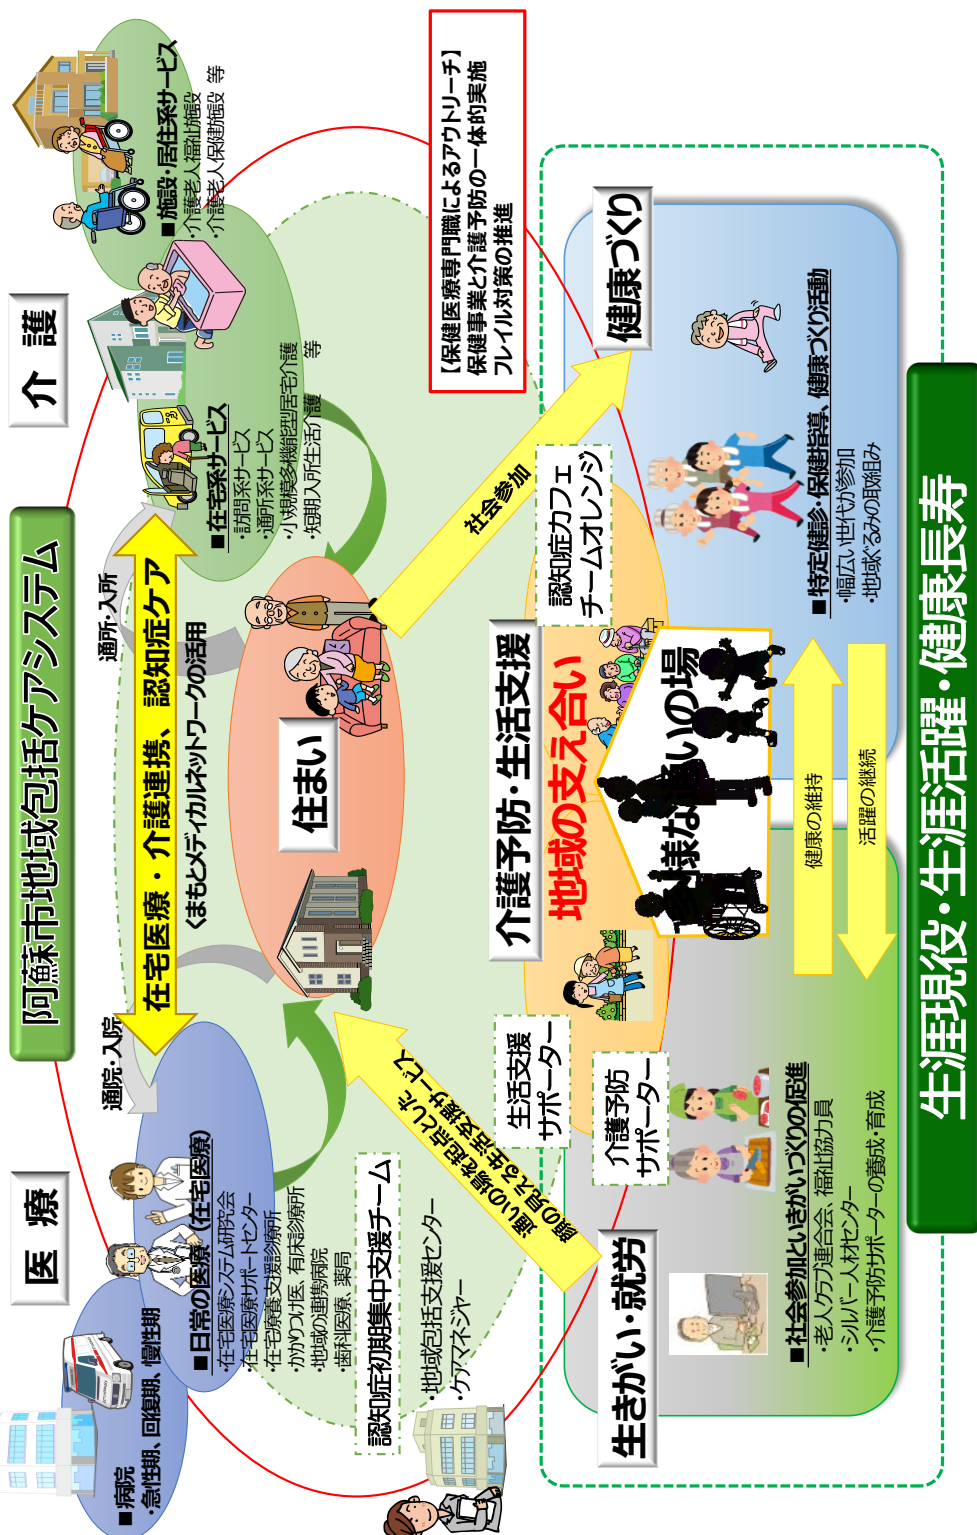 阿蘇市地域包括ケアシステム
医 療
介 護
■病院
・急性期、回復期、慢性期
■日常の医療（在宅医療）
・在宅医療システム研究会
・在宅医療サポートセンター
・在宅療養支援診療所
・かかりつけ医、有床診療所
・地域の連携病院
・歯科医療、薬局
通院・入院
通所・入所
在宅医療・介護連携、認知症ケア
くまもとメディカルネットワークの活用
■施設・居住系サービス
・介護老人福祉施設
・介護老人保健施設 等
■在宅系サービス
・訪問系サービス
・通所系サービス
・小規模多機能型居宅介護
・短期入所生活介護 等
住まい
認知症初期集中支援チーム
・地域包括支援センター
・ケアマネジャー
通いの場を起点とした
顔の見える生活支援サービス
社会参加
【保健医療専門職によるアウトリーチ】
保健事業と介護予防の一体的実施
フレイル対策の推進
介護予防・生活支援
地域の支え合い
様な通いの場
生活支援
サポーター
介護予防
サポーター
認知症カフェ
チームオレンジ
生きがい・就労
■社会参加といきがいづくりの促進
・老人クラブ連合会、福祉協力員
・シルバー人材センター
・介護予防サポーターの養成・育成
健康の維持
活躍の継続
健康づくり
■特定健診・保健指導、健康づくり活動
・幅広い世代が参加
・地域ぐるみの取組み
生涯現役・生涯活躍・健康長寿